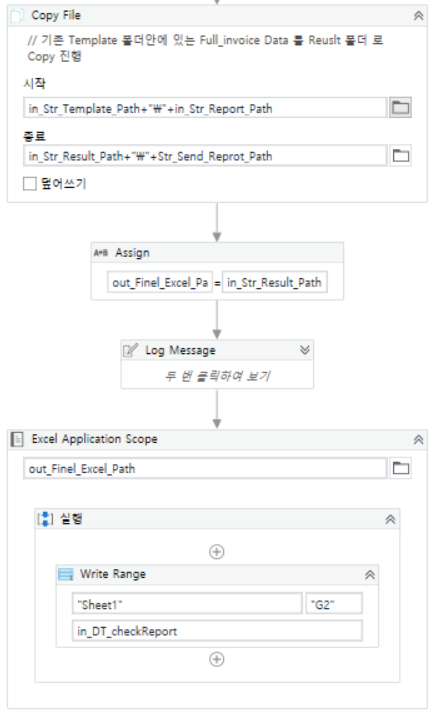 Copy File
// 기존 Template 폴더안에 있는 Full_invoice Data 를 Reuslt 폴더 로
Copy 진행
시작
in_Str_Template_Path+"₩"+in_Str_Report_Path
종료
in_Str_Result_Path+"₩"+Str_Send_Reprot_Path
덮어쓰기
A+B Assign
out_Finel_Excel_Pa = in_Str_Result_Path
Log Message
두 번 클릭하여 보기
Excel Application Scope
out_Finel_Excel_Path
실행
Write Range
"Sheet1" "G2"
in_DT_checkReport